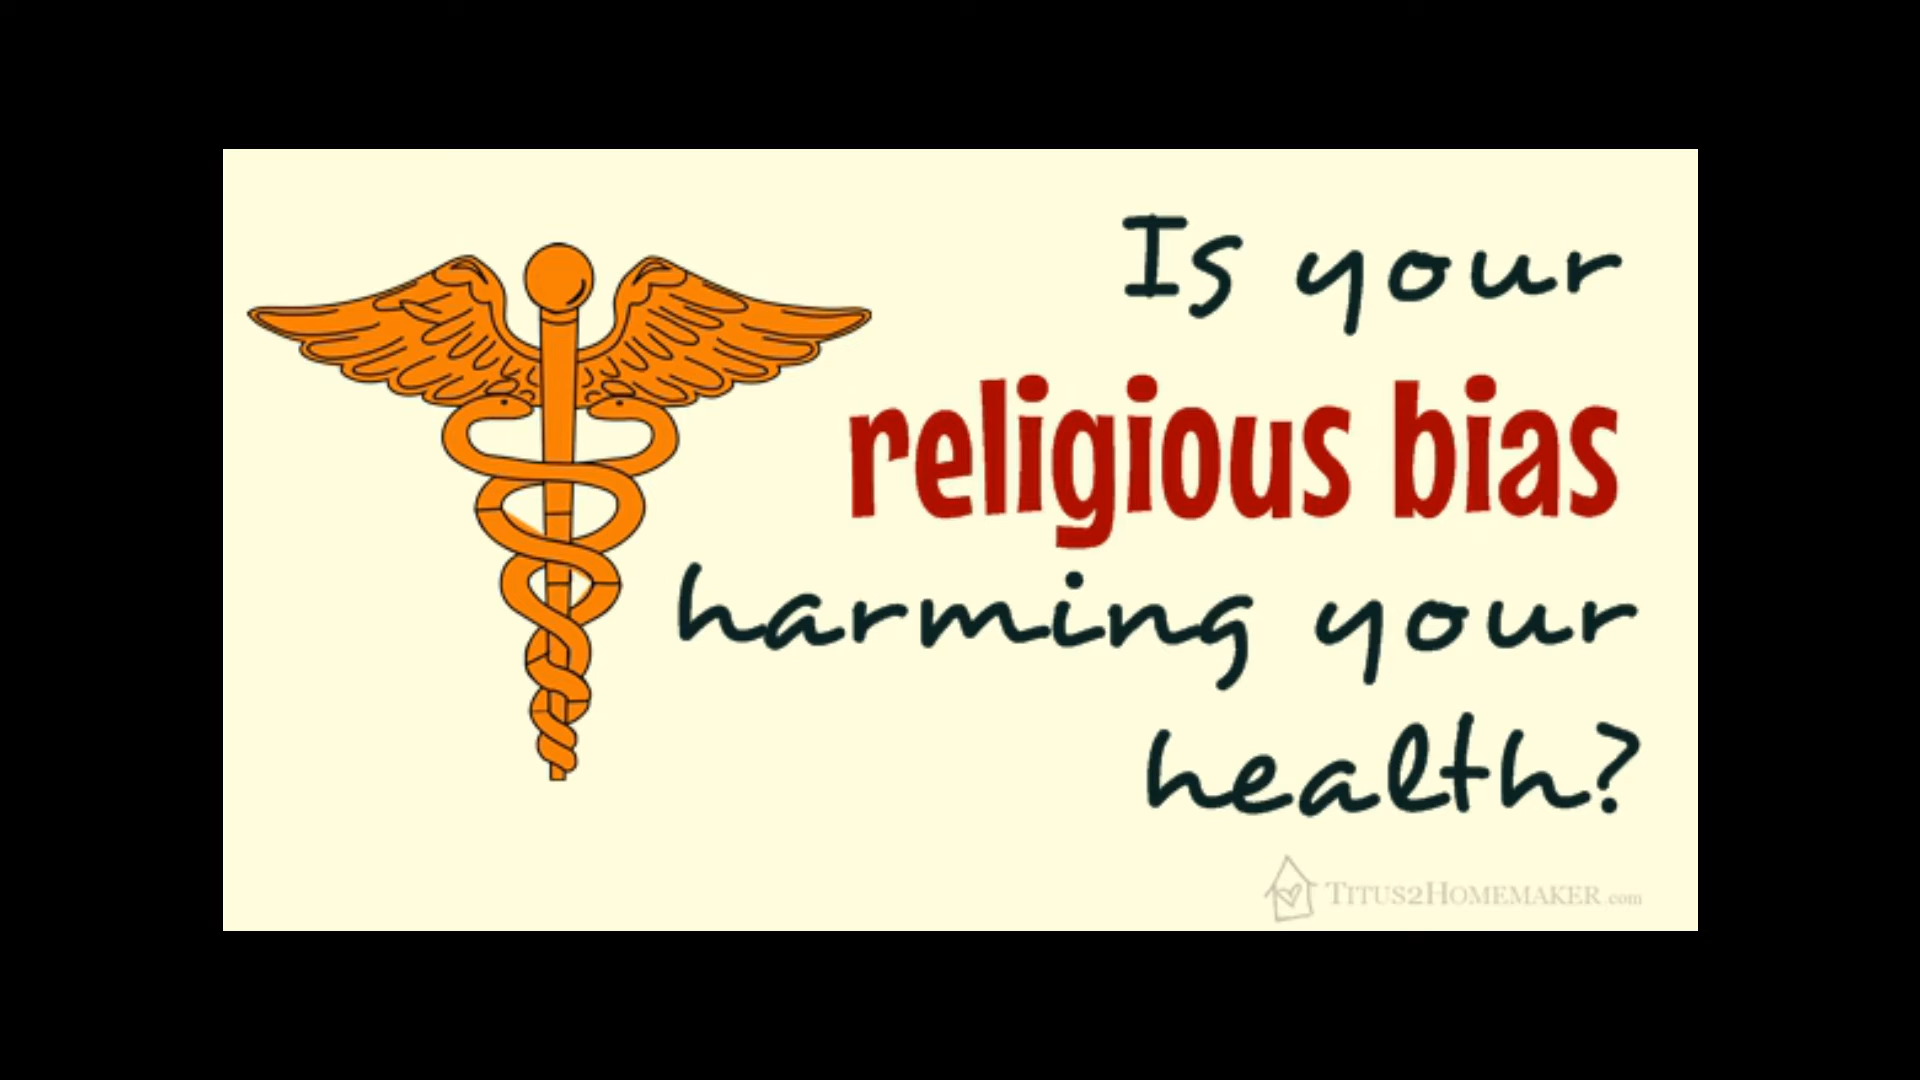 Is your
religious bias
harming your
health?
TITUS2HOMEMAKER.com